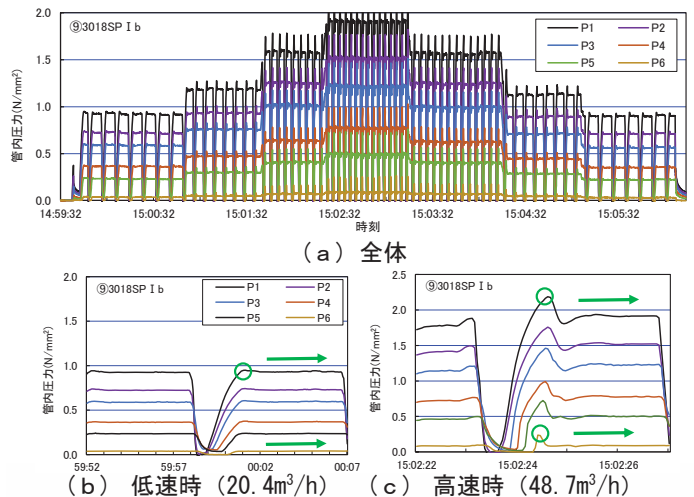 ⑨3018SPⅠb
P1 P2
P3 P4
P5 P6
管内圧力(N/mm²)
2.0
1.5
1.0
0.5
0.0
14:59:32 15:00:32 15:01:32 15:02:32 15:03:32 15:04:32 15:05:32
時刻
(a) 全体
⑨3018SPⅠb
P1 P2
P3 P4
P5 P6
管内圧力(N/mm²)
2.0
1.5
1.0
0.5
0.0
59:52 59:57 00:02 00:07
(b) 低速時 (20.4m³/h)
⑨3018SPⅠb
管内圧力(N/mm²)
2.5
2.0
1.5
1.0
0.5
0.0
15:02:22 15:02:24 15:02:26
(c) 高速時 (48.7m³/h)